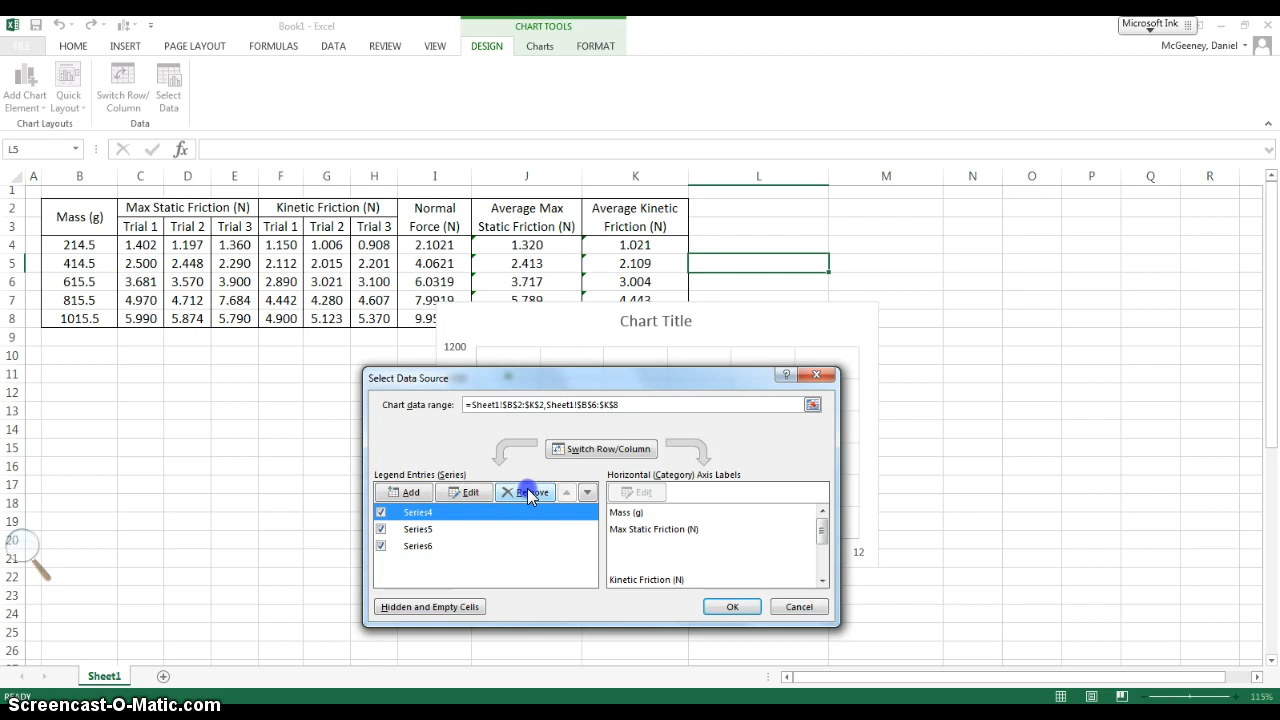 Book1 - Excel
CHART TOOLS
Microsoft Ink
FILE HOME INSERT PAGE LAYOUT FORMULAS DATA REVIEW VIEW DESIGN Charts FORMAT
McGeeney, Daniel
Add Chart Element
Quick Layout
Switch Row/ Column
Select Data
Chart Layouts
Data
L5
fx
A B C D E F G H I J K L M N O P Q R
1
2 Mass (g) Max Static Friction (N) Kinetic Friction (N) Normal Average Max Average Kinetic
3 Trial 1 Trial 2 Trial 3 Trial 1 Trial 2 Trial 3 Force (N) Static Friction (N) Friction (N)
4 214.5 1.402 1.197 1.360 1.150 1.006 0.908 2.1021 1.320 1.021
5 414.5 2.500 2.448 2.290 2.112 2.015 2.201 4.0621 2.413 2.109
6 615.5 3.681 3.570 3.900 2.890 3.021 3.100 6.0319 3.717 3.004
7 815.5 4.970 4.712 7.684 4.442 4.280 4.607 7.9919 5.789 4.443
8 1015.5 5.990 5.874 5.790 4.900 5.123 5.370 9.95
9
10
11
12
13
14
15
16
17
18
19
20
21
22
23
24
25
26
Chart Title
1200
12
Select Data Source
Chart data range: =Sheet1!$B$2:$K$2,Sheet1!$B$6:$K$8
Switch Row/Column
Legend Entries (Series)
Horizontal (Category) Axis Labels
Add Edit Remove
Edit
Series4
Series5
Series6
Mass (g)
Max Static Friction (N)
Kinetic Friction (N)
Hidden and Empty Cells
OK Cancel
Sheet1
READY
115%
Screencast-O-Matic.com